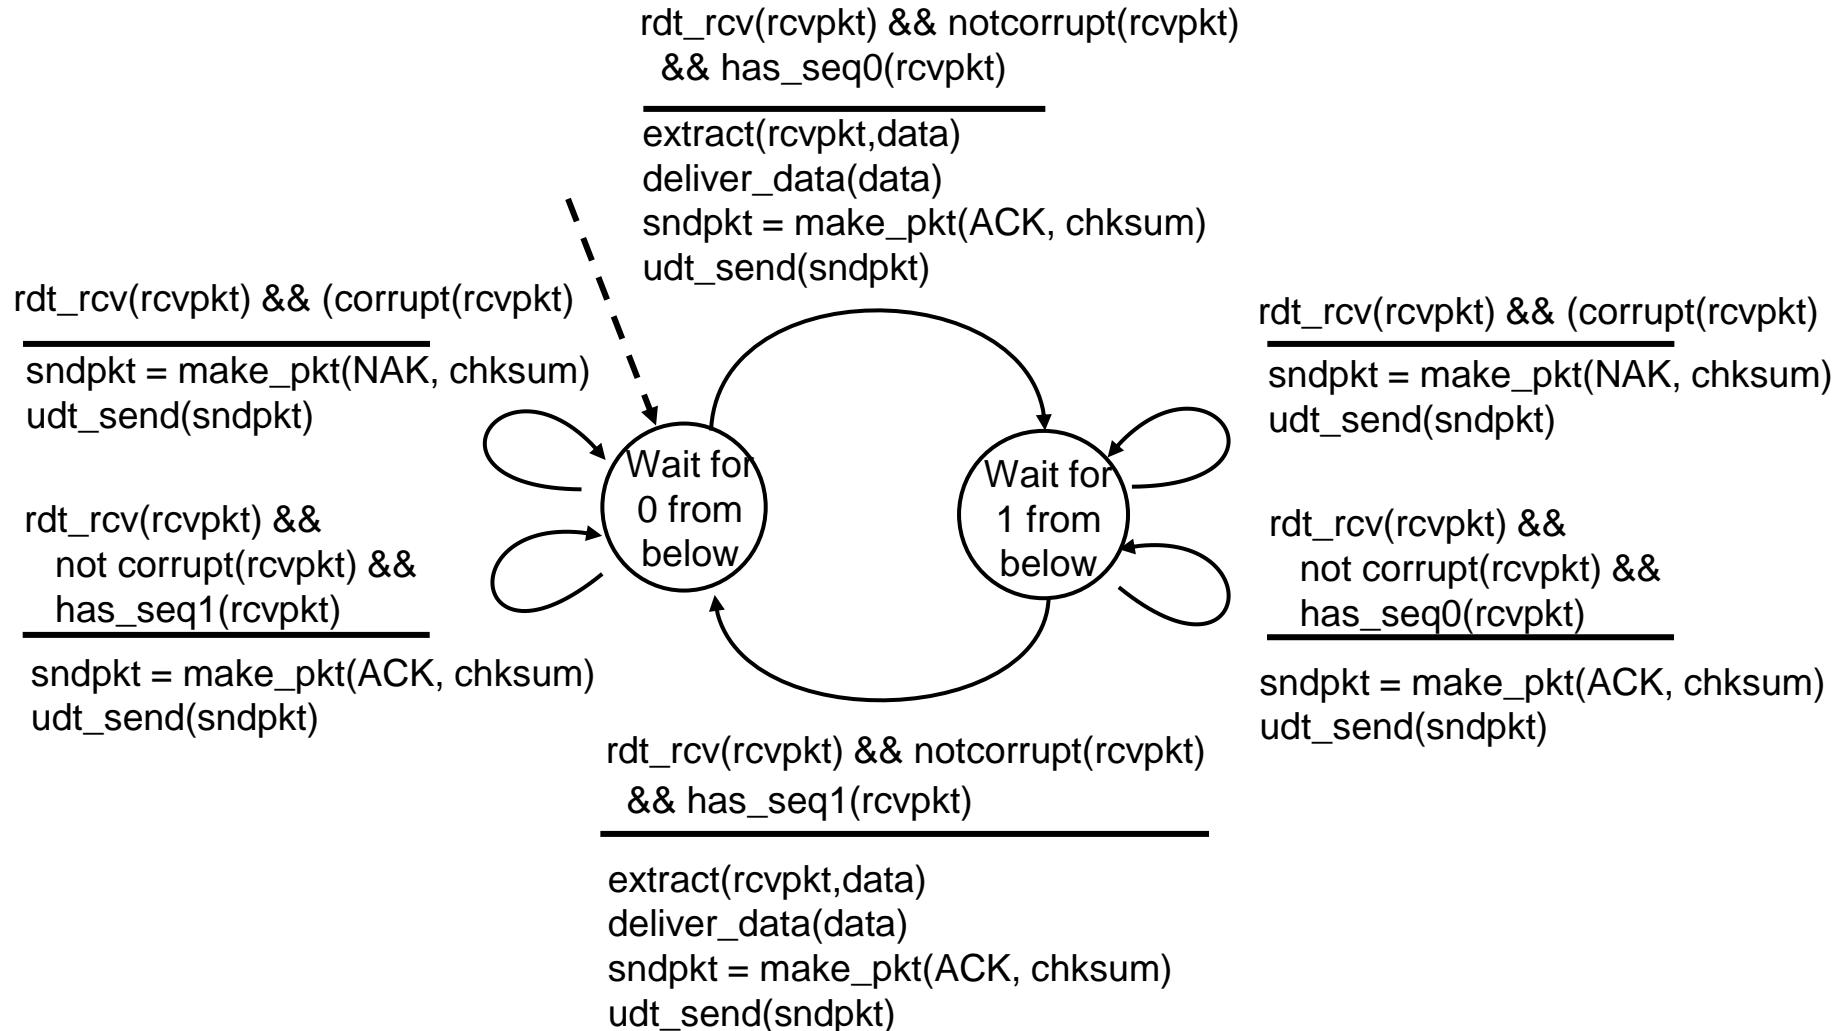 rdt_rcv(rcvpkt) && notcorrupt(rcvpkt)
&& has_seq0(rcvpkt)
extract(rcvpkt,data)
deliver_data(data)
sndpkt = make_pkt(ACK, chksum)
udt_send(sndpkt)
rdt_rcv(rcvpkt) && (corrupt(rcvpkt)
sndpkt = make_pkt(NAK, chksum)
udt_send(sndpkt)
rdt_rcv(rcvpkt) &&
not corrupt(rcvpkt) &&
has_seq1(rcvpkt)
sndpkt = make_pkt(ACK, chksum)
udt_send(sndpkt)
Wait for
0 from
below
Wait for
1 from
below
rdt_rcv(rcvpkt) && (corrupt(rcvpkt)
sndpkt = make_pkt(NAK, chksum)
udt_send(sndpkt)
rdt_rcv(rcvpkt) &&
not corrupt(rcvpkt) &&
has_seq0(rcvpkt)
sndpkt = make_pkt(ACK, chksum)
udt_send(sndpkt)
rdt_rcv(rcvpkt) && notcorrupt(rcvpkt)
&& has_seq1(rcvpkt)
extract(rcvpkt,data)
deliver_data(data)
sndpkt = make_pkt(ACK, chksum)
udt_send(sndpkt)